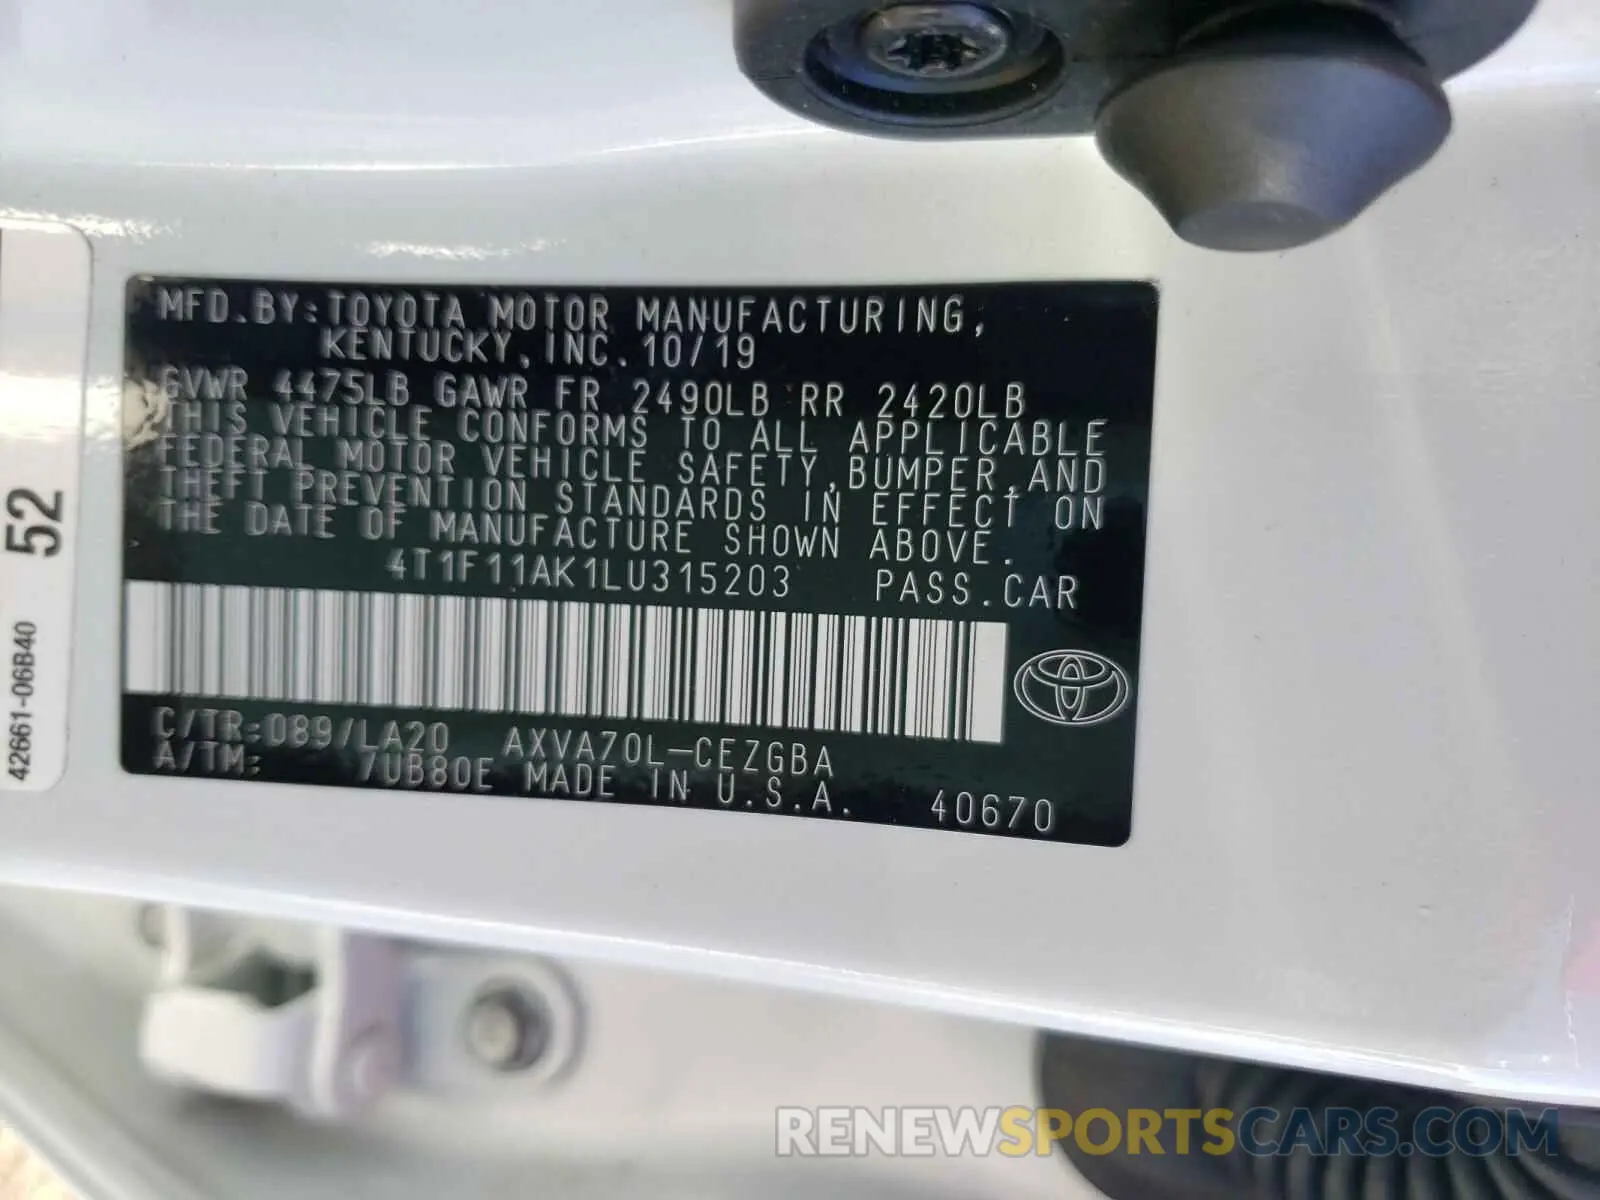 MFD.BY:TOYOTA MOTOR MANUFACTURING,
KENTUCKY,INC. 10/19
GVWR 4475LB GAWR FR 2490LB RR 2420LB
THIS VEHICLE CONFORMS TO ALL APPLICABLE
FEDERAL MOTOR VEHICLE SAFETY,BUMPER,AND
THEFT PREVENTION STANDARDS IN EFFECT ON
THE DATE OF MANUFACTURE SHOWN ABOVE.
4T1F11AK1LU315203 PASS.CAR
C/TR:089/LA20 AXVA70L-CEZGBA
A/TM: 7UB80E MADE IN U.S.A. 40670
52
42661-06B40
RENEWSPORTSCARS.COM